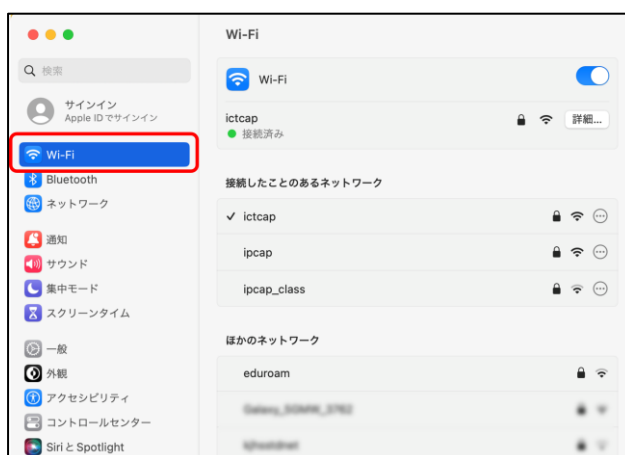 Wi-Fi
検索
サインイン
Apple ID でサインイン
Wi-Fi
Bluetooth
ネットワーク
通知
サウンド
集中モード
スクリーンタイム
一般
外観
アクセシビリティ
コントロールセンター
Siri と Spotlight
Wi-Fi
ictcap
接続済み
詳細...
接続したことのあるネットワーク
ictcap
ipcap
ipcap_class
ほかのネットワーク
eduroam